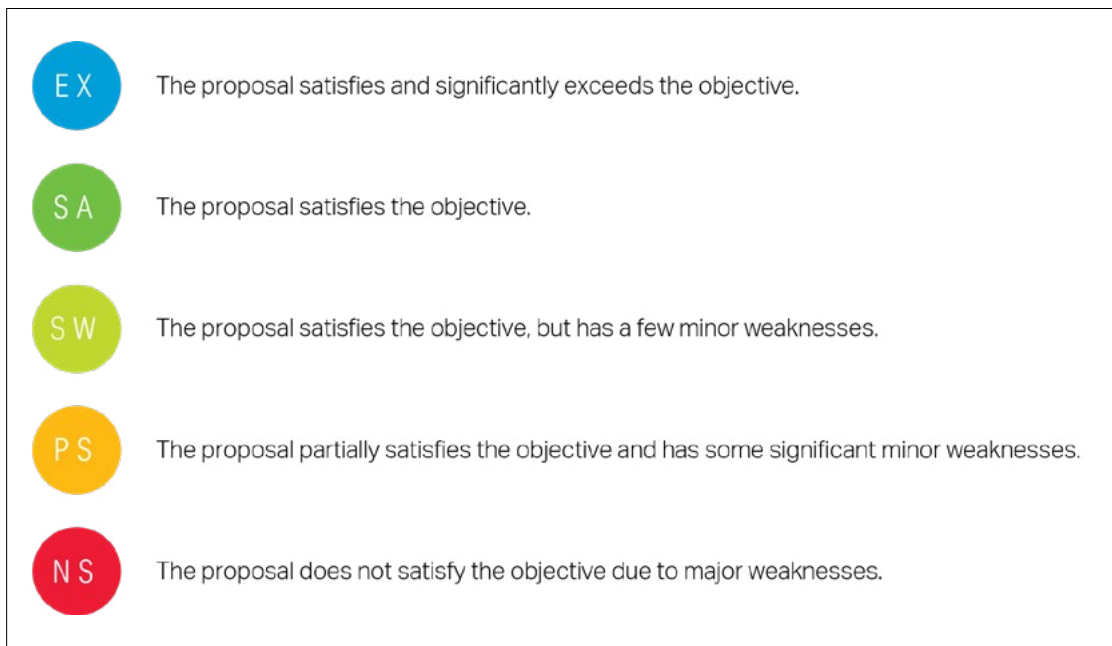 EX The proposal satisfies and significantly exceeds the objective.
SA The proposal satisfies the objective.
SW The proposal satisfies the objective, but has a few minor weaknesses.
PS The proposal partially satisfies the objective and has some significant minor weaknesses.
NS The proposal does not satisfy the objective due to major weaknesses.